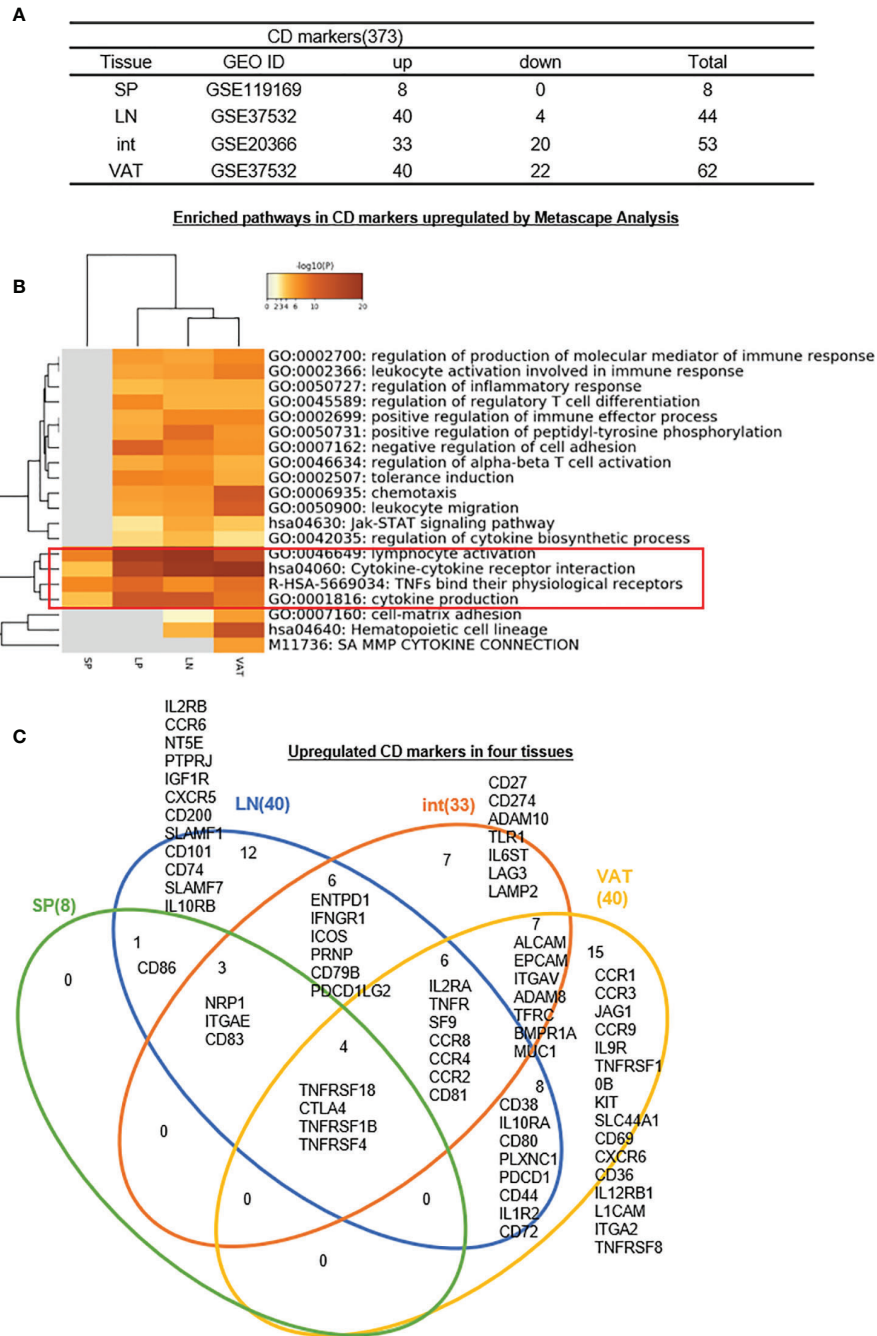 A
CD markers(373)
Tissue GEO ID up down Total
SP GSE119169 8 0 8
LN GSE37532 40 4 44
int GSE20366 33 20 53
VAT GSE37532 40 22 62
Enriched pathways in CD markers upregulated by Metascape Analysis
B
-log10(P)
0 2 3 4 6 10 20
GO:0002700: regulation of production of molecular mediator of immune response
GO:0002366: leukocyte activation involved in immune response
GO:0050727: regulation of inflammatory response
GO:0045589: regulation of regulatory T cell differentiation
GO:0002699: positive regulation of immune effector process
GO:0050731: positive regulation of peptidyl-tyrosine phosphorylation
GO:0007162: negative regulation of cell adhesion
GO:0046634: regulation of alpha-beta T cell activation
GO:0002507: tolerance induction
GO:0006935: chemotaxis
GO:0050900: leukocyte migration
hsa04630: Jak-STAT signaling pathway
GO:0042035: regulation of cytokine biosynthetic process
GO:0046649: lymphocyte activation
hsa04060: Cytokine-cytokine receptor interaction
R-HSA-5669034: TNFs bind their physiological receptors
GO:0001816: cytokine production
GO:0007160: cell-matrix adhesion
hsa04640: Hematopoietic cell lineage
M11736: SA MMP CYTOKINE CONNECTION
SP LP LN VAT
C
Upregulated CD markers in four tissues
IL2RB
CCR6
NT5E
PTPRJ
IGF1R
CXCR5
CD200
SLAMF1
CD101
CD74
SLAMF7
IL10RB
LN(40)
12
int(33)
7
CD27
CD274
ADAM10
TLR1
IL6ST
LAG3
LAMP2
VAT
(40)
SP(8)
0
1
CD86
3
NRP1
ITGAE
CD83
6
ENTPD1
IFNGR1
ICOS
PRNP
CD79B
PDCD1LG2
6
IL2RA
TNFR
SF9
CCR8
CCR4
CCR2
CD81
7
ALCAM
EPCAM
ITGAV
ADAM8
TFRC
BMPR1A
MUC1
15
CCR1
CCR3
JAG1
CCR9
IL9R
TNFRSF1
0B
KIT
SLC44A1
CD69
CXCR6
CD36
IL12RB1
L1CAM
ITGA2
TNFRSF8
4
TNFRSF18
CTLA4
TNFRSF1B
TNFRSF4
8
CD38
IL10RA
CD80
PLXNC1
PDCD1
CD44
IL1R2
CD72
0
0
0
0